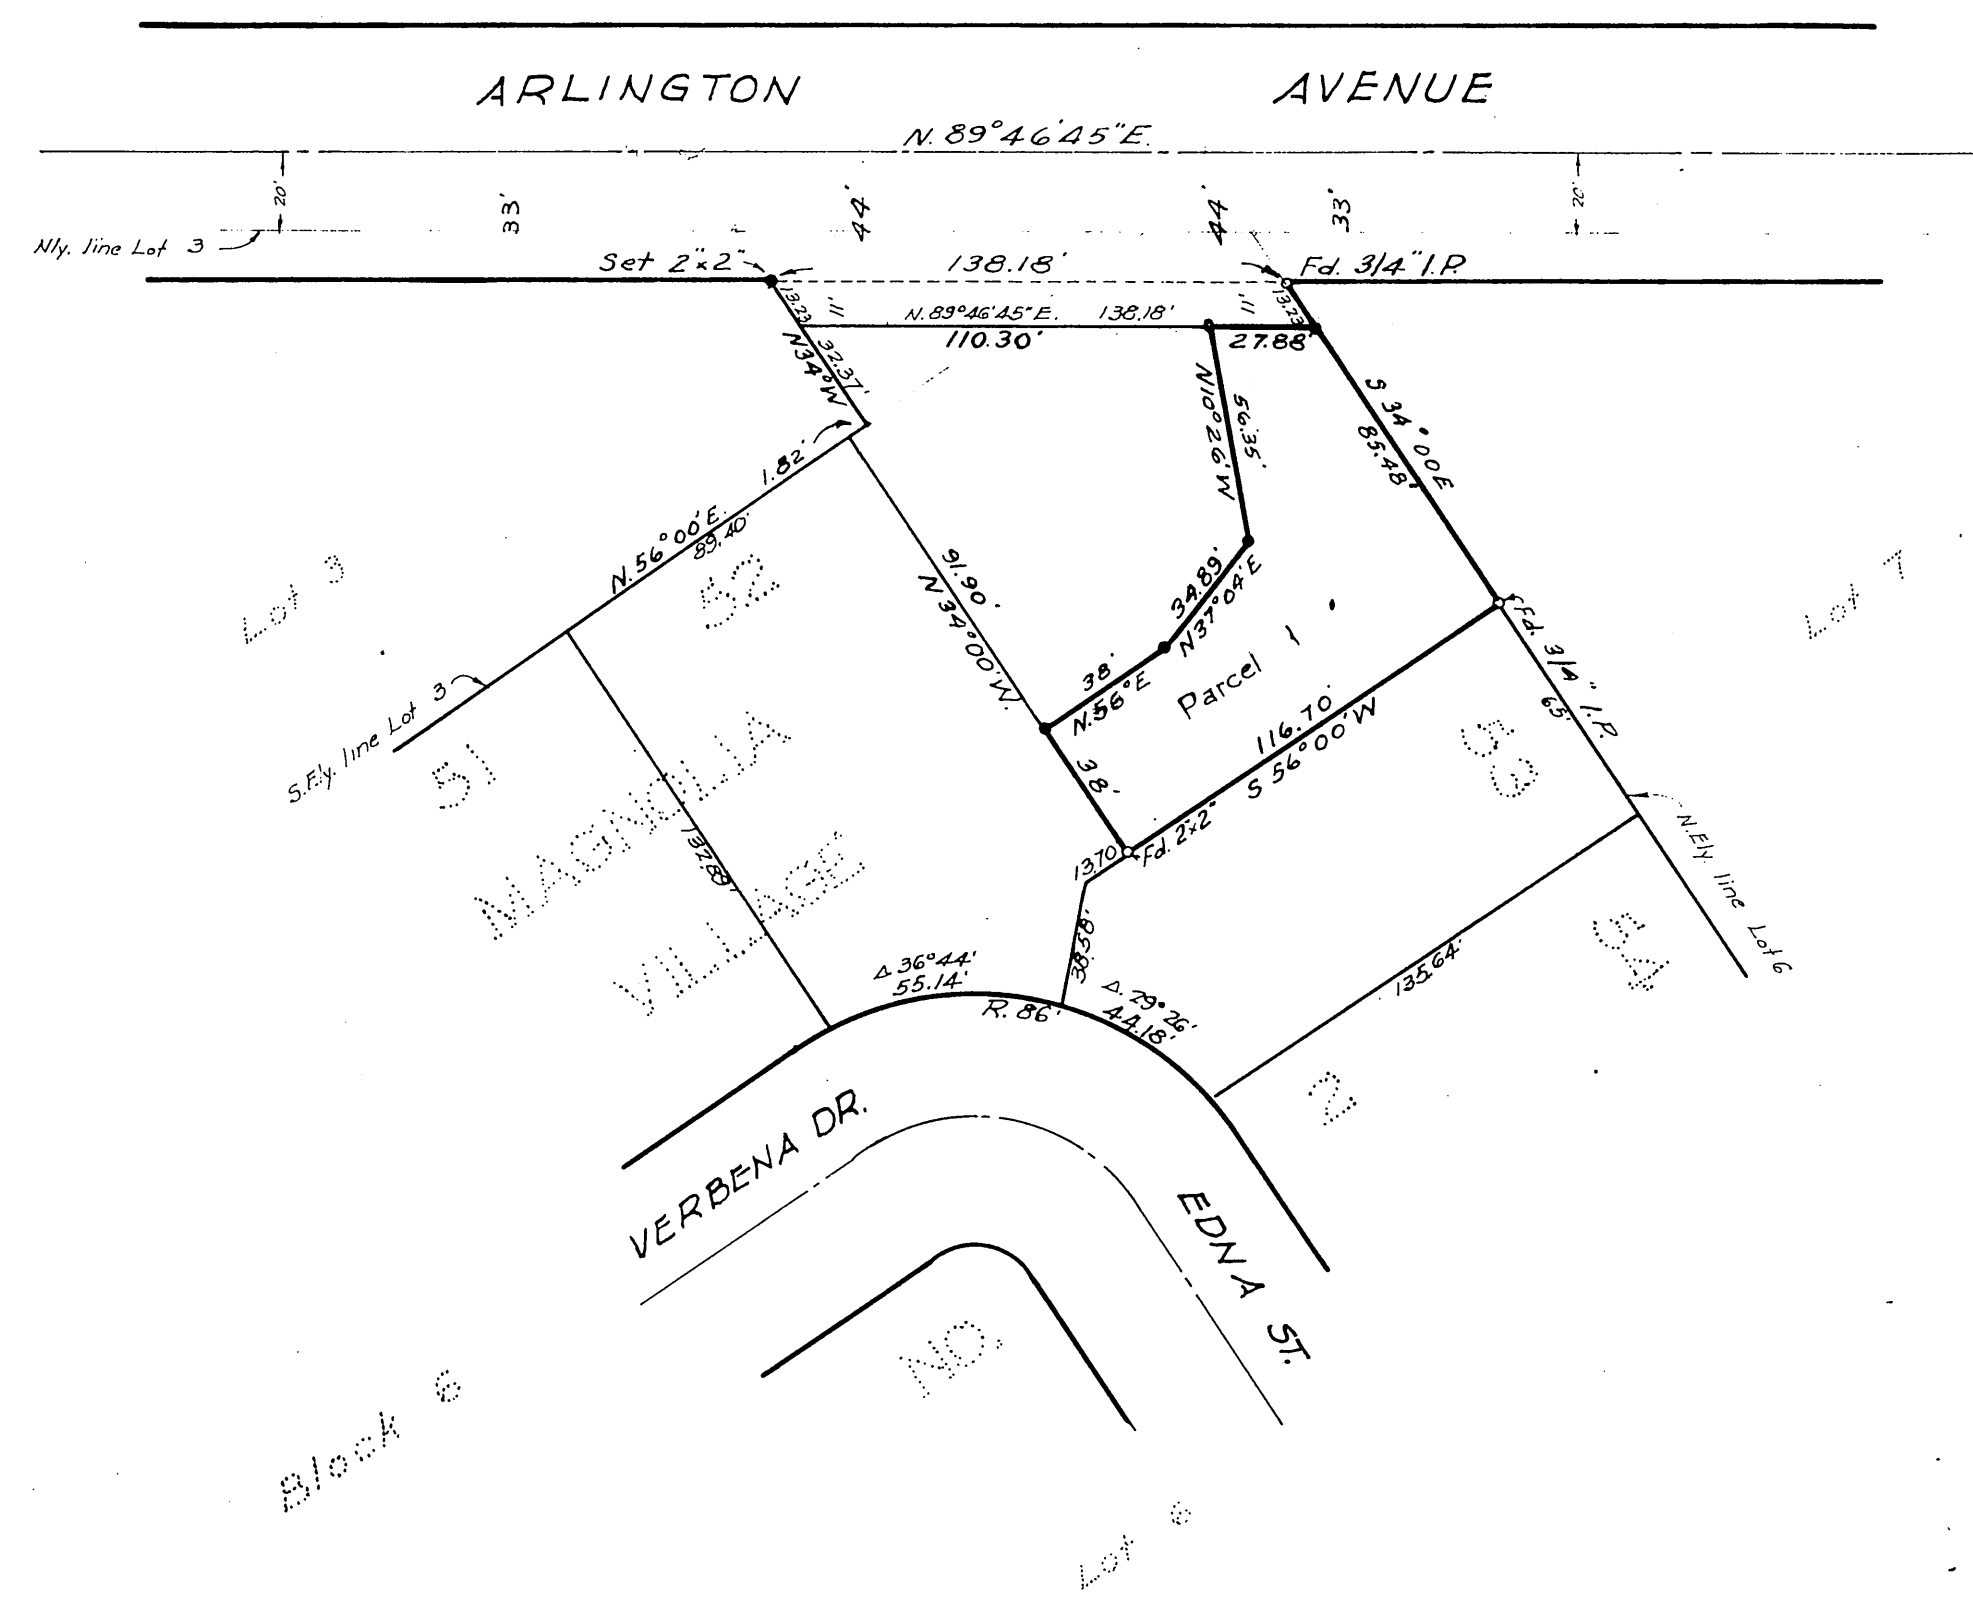 ARLINGTON AVENUE
N. 89°46'45"E.
20'
33'
44'
44'
33'
20'
Nly. line Lot 3
Set 2"x2"
138.18'
Fd. 3/4" I.P.
13.23
11'
N.89°46'45"E. 138.18'
11'
13.23
110.30'
27.88'
32.37'
N34°W
N10°26'W
56.35'
S 34°00E
85.48'
1.82'
N. 56°00'E.
89.40'
52
91.90'
N 34°00'W.
34.89'
N37°04'E
38'
N.56°E
Parcel 1
Lot 3
Lot 7
Fd. 3/4" I.P.
65'
116.70'
S 56°00'W
53
S.Ely. line Lot 3
51
38'
Fd. 2"x2"
13.70
N.Ely. line Lot 6
MAGNOLIA
VILLAGE
132.89'
38.58'
54
135.64'
Δ 36°44'
55.14'
R. 86'
Δ. 29°26'
44.18'
2
VERBENA DR.
EDNA ST.
NO.
Block 6
Lot 6